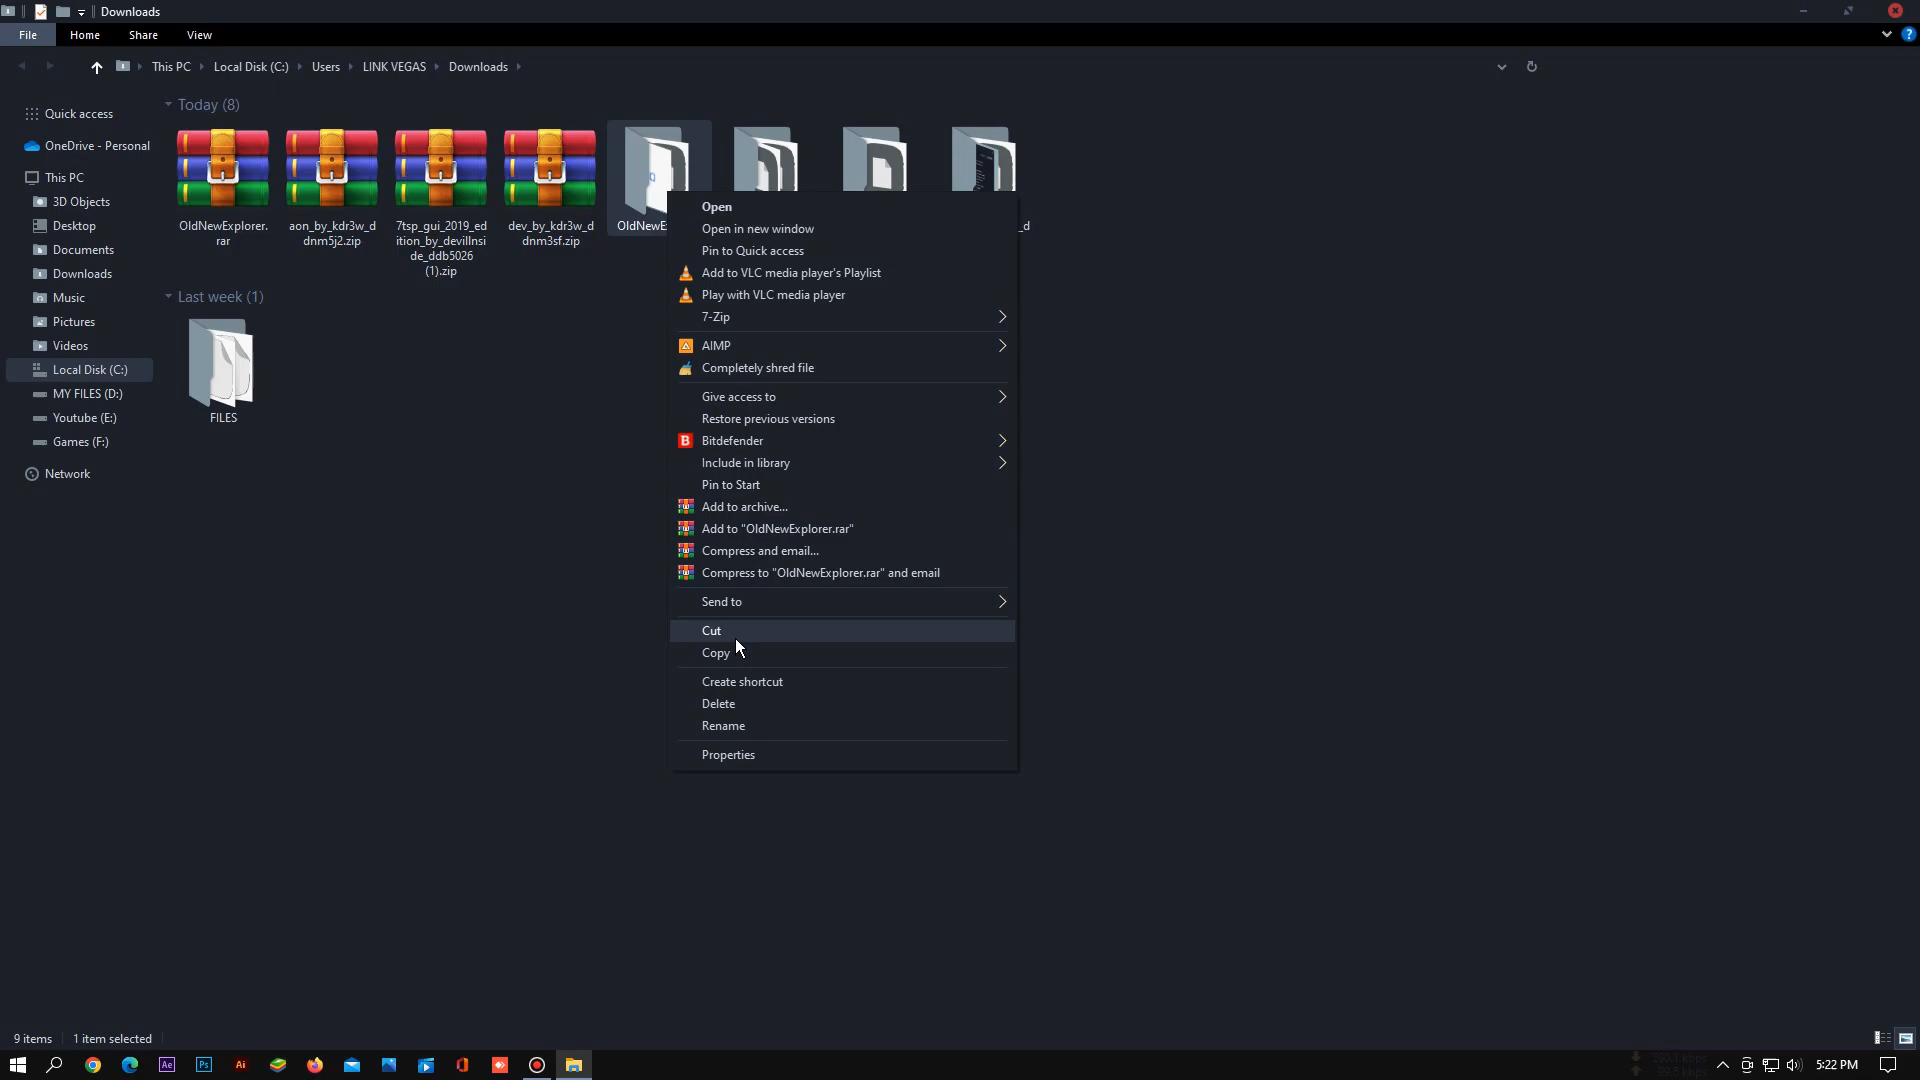 Downloads
File Home Share View
This PC Local Disk (C:) Users LINK VEGAS Downloads
Quick access
OneDrive - Personal
This PC
3D Objects
Desktop
Documents
Downloads
Music
Pictures
Videos
Local Disk (C:)
MY FILES (D:)
Youtube (E:)
Games (F:)
Network
Today (8)
OldNewExplorer.
rar
aon_by_kdr3w_d
dnm5j2.zip
7tsp_gui_2019_ed
ition_by_devillnsi
de_ddb5026
(1).zip
dev_by_kdr3w_d
dnm3sf.zip
OldNewEx
_d
Last week (1)
FILES
Open
Open in new window
Pin to Quick access
Add to VLC media player's Playlist
Play with VLC media player
7-Zip
AIMP
Completely shred file
Give access to
Restore previous versions
B Bitdefender
Include in library
Pin to Start
Add to archive...
Add to "OldNewExplorer.rar"
Compress and email...
Compress to "OldNewExplorer.rar" and email
Send to
Cut
Copy
Create shortcut
Delete
Rename
Properties
9 items 1 item selected
Ae Ps Ai 5:22 PM